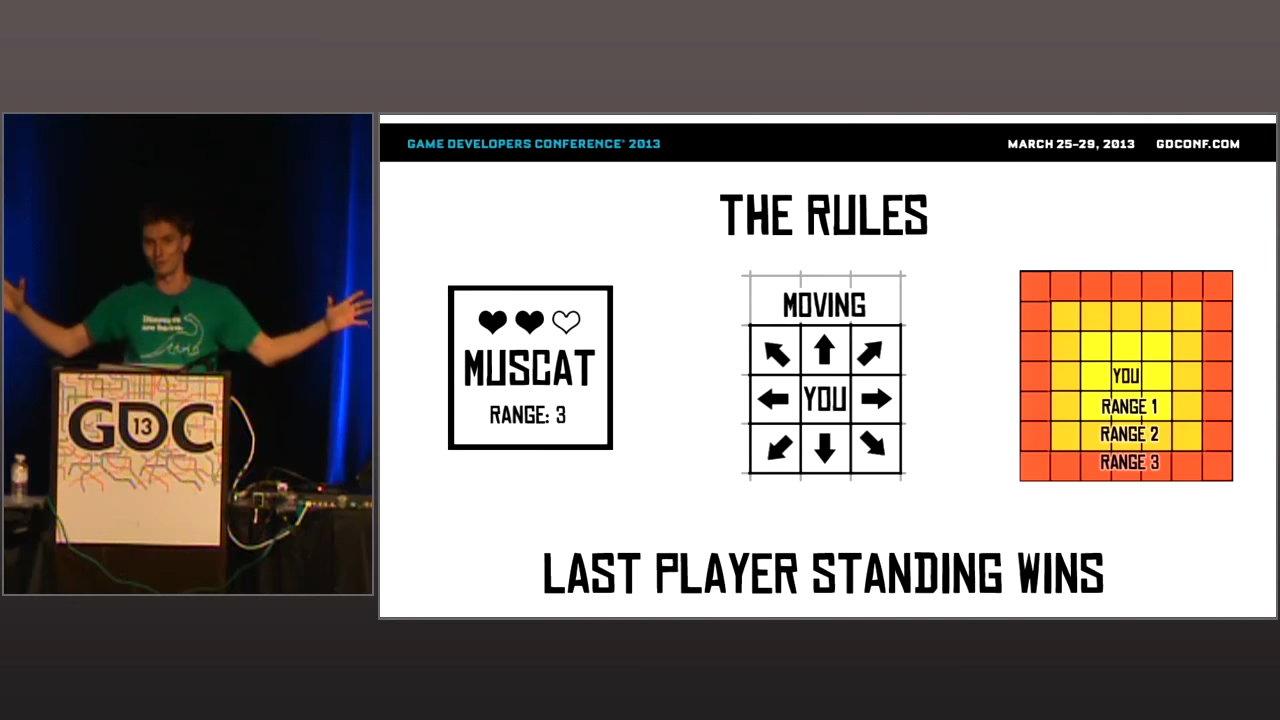 GAME DEVELOPERS CONFERENCE® 2013
MARCH 25-29, 2013 GDCONF.COM
THE RULES
MUSCAT
RANGE: 3
MOVING
YOU
YOU
RANGE 1
RANGE 2
RANGE 3
LAST PLAYER STANDING WINS
GDC
13